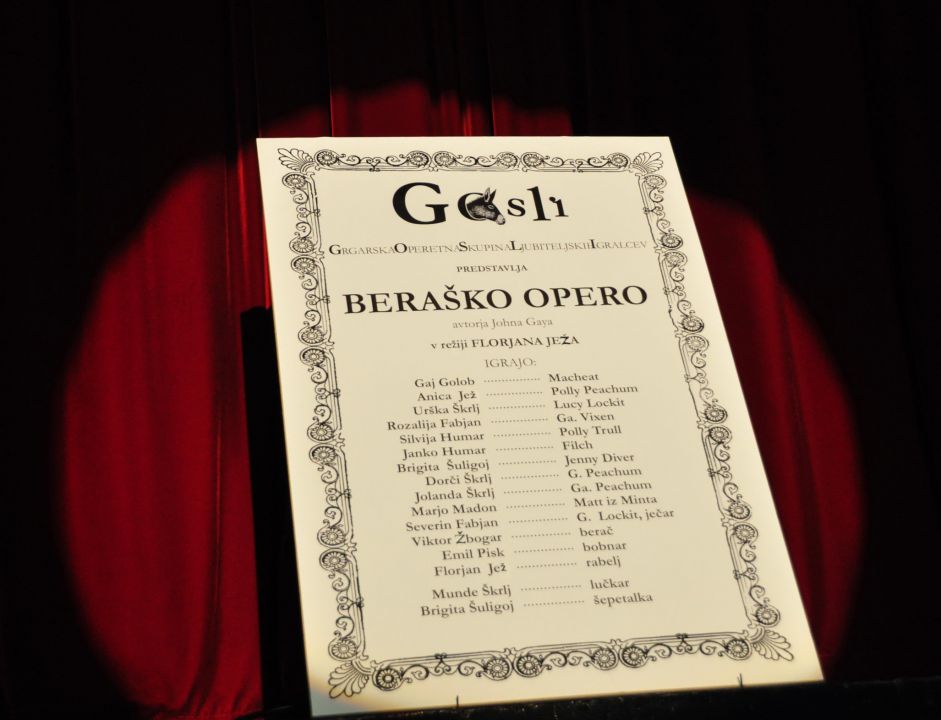 Gosli
GRGARSKAOPERETNASKUPINALJUBITELJSKIHIGRALCEV
PREDSTAVLJA
BERAŠKO OPERO
avtorja Johna Gaya
v režiji FLORJANA JEŽA
IGRAJO:
Gaj Golob ................ Macheat
Anica Jež ................ Polly Peachum
Urška Škrlj ................ Lucy Lockit
Rozalija Fabjan ................ Ga. Vixen
Silvija Humar ................ Polly Trull
Janko Humar ................ Filch
Brigita Šuligoj ................ Jenny Diver
Dorči Škrlj ................ G. Peachum
Jolanda Škrlj ................ Ga. Peachum
Marjo Madon ................ Matt iz Minta
Severin Fabjan ................ G. Lockit, ječar
Viktor Žbogar ................ berač
Emil Pisk ................ bobnar
Florjan Jež ................ rabelj
Munde Škrlj ................ lučkar
Brigita Šuligoj ................ šepetalka